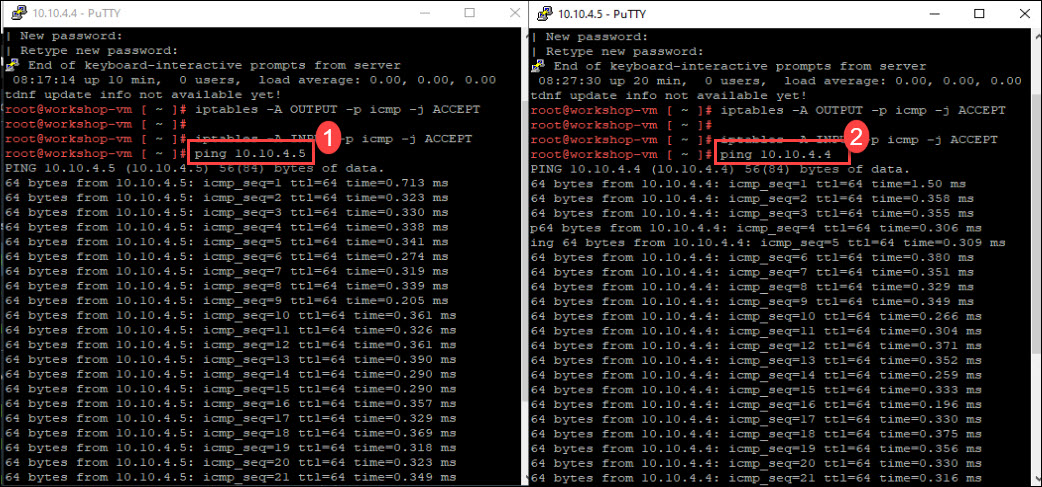 10.10.4.4 - PuTTY
| New password:
| Retype new password:
End of keyboard-interactive prompts from server
08:17:14 up 10 min, 0 users, load average: 0.00, 0.00, 0.00
tdnf update info not available yet!
root@workshop-vm [ ~ ]# iptables -A OUTPUT -p icmp -j ACCEPT
root@workshop-vm [ ~ ]#
root@workshop-vm [ ~ ]# iptables -A INPU p icmp -j ACCEPT
1
root@workshop-vm [ ~ ]# ping 10.10.4.5
PING 10.10.4.5 (10.10.4.5) 56(84) bytes of data.
64 bytes from 10.10.4.5: icmp_seq=1 ttl=64 time=0.713 ms
64 bytes from 10.10.4.5: icmp_seq=2 ttl=64 time=0.323 ms
64 bytes from 10.10.4.5: icmp_seq=3 ttl=64 time=0.330 ms
64 bytes from 10.10.4.5: icmp_seq=4 ttl=64 time=0.338 ms
64 bytes from 10.10.4.5: icmp_seq=5 ttl=64 time=0.341 ms
64 bytes from 10.10.4.5: icmp_seq=6 ttl=64 time=0.274 ms
64 bytes from 10.10.4.5: icmp_seq=7 ttl=64 time=0.319 ms
64 bytes from 10.10.4.5: icmp_seq=8 ttl=64 time=0.339 ms
64 bytes from 10.10.4.5: icmp_seq=9 ttl=64 time=0.205 ms
64 bytes from 10.10.4.5: icmp_seq=10 ttl=64 time=0.361 ms
64 bytes from 10.10.4.5: icmp_seq=11 ttl=64 time=0.326 ms
64 bytes from 10.10.4.5: icmp_seq=12 ttl=64 time=0.361 ms
64 bytes from 10.10.4.5: icmp_seq=13 ttl=64 time=0.390 ms
64 bytes from 10.10.4.5: icmp_seq=14 ttl=64 time=0.290 ms
64 bytes from 10.10.4.5: icmp_seq=15 ttl=64 time=0.290 ms
64 bytes from 10.10.4.5: icmp_seq=16 ttl=64 time=0.357 ms
64 bytes from 10.10.4.5: icmp_seq=17 ttl=64 time=0.329 ms
64 bytes from 10.10.4.5: icmp_seq=18 ttl=64 time=0.369 ms
64 bytes from 10.10.4.5: icmp_seq=19 ttl=64 time=0.318 ms
64 bytes from 10.10.4.5: icmp_seq=20 ttl=64 time=0.323 ms
64 bytes from 10.10.4.5: icmp_seq=21 ttl=64 time=0.349 ms
10.10.4.5 - PuTTY
| New password:
| Retype new password:
End of keyboard-interactive prompts from server
08:27:30 up 20 min, 0 users, load average: 0.00, 0.00, 0.00
tdnf update info not available yet!
root@workshop-vm [ ~ ]# iptables -A OUTPUT -p icmp -j ACCEPT
root@workshop-vm [ ~ ]#
root@workshop-vm [ ~ ]# iptables -A INPU p icmp -j ACCEPT
2
root@workshop-vm [ ~ ]# ping 10.10.4.4
PING 10.10.4.4 (10.10.4.4) 56(84) bytes of data.
64 bytes from 10.10.4.4: icmp_seq=1 ttl=64 time=1.50 ms
64 bytes from 10.10.4.4: icmp_seq=2 ttl=64 time=0.358 ms
64 bytes from 10.10.4.4: icmp_seq=3 ttl=64 time=0.355 ms
p64 bytes from 10.10.4.4: icmp_seq=4 ttl=64 time=0.306 ms
ing 64 bytes from 10.10.4.4: icmp_seq=5 ttl=64 time=0.309 ms
64 bytes from 10.10.4.4: icmp_seq=6 ttl=64 time=0.380 ms
64 bytes from 10.10.4.4: icmp_seq=7 ttl=64 time=0.351 ms
64 bytes from 10.10.4.4: icmp_seq=8 ttl=64 time=0.329 ms
64 bytes from 10.10.4.4: icmp_seq=9 ttl=64 time=0.349 ms
64 bytes from 10.10.4.4: icmp_seq=10 ttl=64 time=0.266 ms
64 bytes from 10.10.4.4: icmp_seq=11 ttl=64 time=0.304 ms
64 bytes from 10.10.4.4: icmp_seq=12 ttl=64 time=0.371 ms
64 bytes from 10.10.4.4: icmp_seq=13 ttl=64 time=0.352 ms
64 bytes from 10.10.4.4: icmp_seq=14 ttl=64 time=0.259 ms
64 bytes from 10.10.4.4: icmp_seq=15 ttl=64 time=0.333 ms
64 bytes from 10.10.4.4: icmp_seq=16 ttl=64 time=0.196 ms
64 bytes from 10.10.4.4: icmp_seq=17 ttl=64 time=0.330 ms
64 bytes from 10.10.4.4: icmp_seq=18 ttl=64 time=0.375 ms
64 bytes from 10.10.4.4: icmp_seq=19 ttl=64 time=0.356 ms
64 bytes from 10.10.4.4: icmp_seq=20 ttl=64 time=0.330 ms
64 bytes from 10.10.4.4: icmp_seq=21 ttl=64 time=0.316 ms